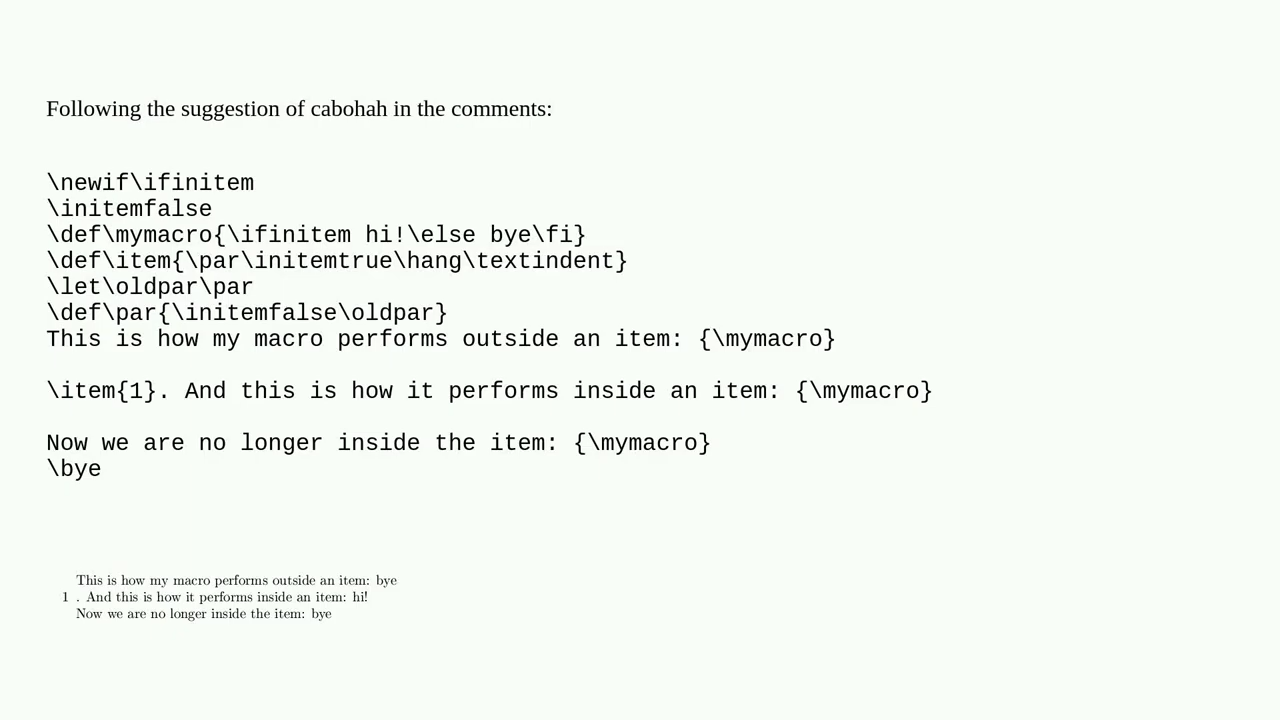 Following the suggestion of cabohah in the comments:
\newif\ifinitem
\initemfalse
\def\mymacro{\ifinitem hi!\else bye\fi}
\def\item{\par\initemtrue\hang\textindent}
\let\oldpar\par
\def\par{\initemfalse\oldpar}
This is how my macro performs outside an item: {\mymacro}
\item{1}. And this is how it performs inside an item: {\mymacro}
Now we are no longer inside the item: {\mymacro}
\bye
This is how my macro performs outside an item: bye
1 . And this is how it performs inside an item: hi!
Now we are no longer inside the item: bye